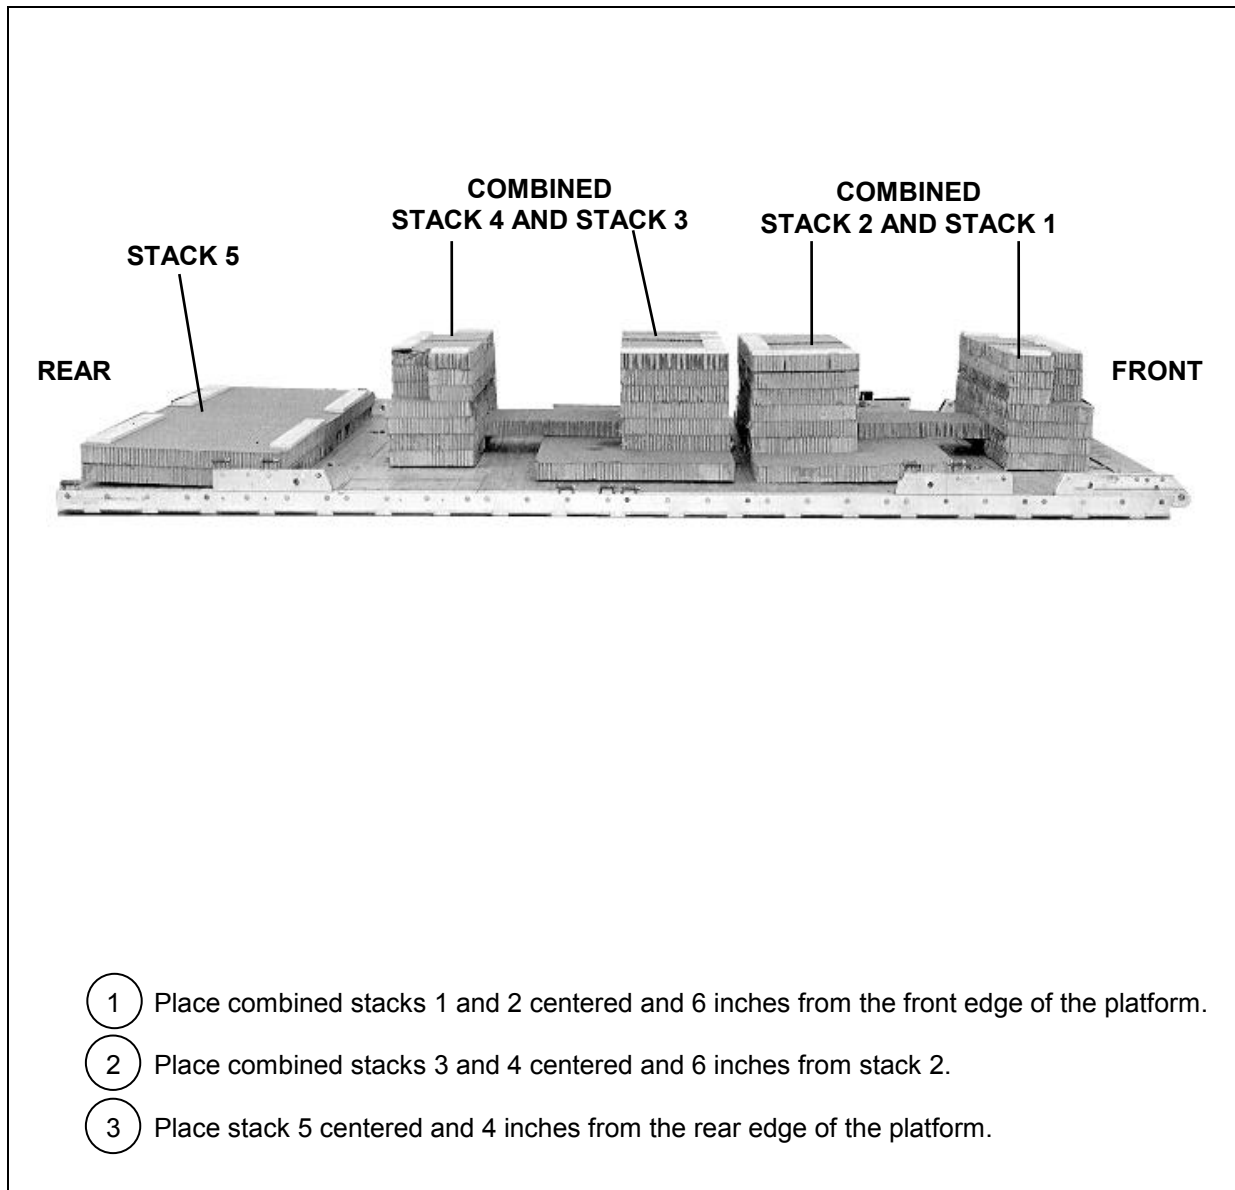 COMBINED
STACK 4 AND STACK 3
COMBINED
STACK 2 AND STACK 1
STACK 5
REAR
FRONT
1 Place combined stacks 1 and 2 centered and 6 inches from the front edge of the platform.
2 Place combined stacks 3 and 4 centered and 6 inches from stack 2.
3 Place stack 5 centered and 4 inches from the rear edge of the platform.